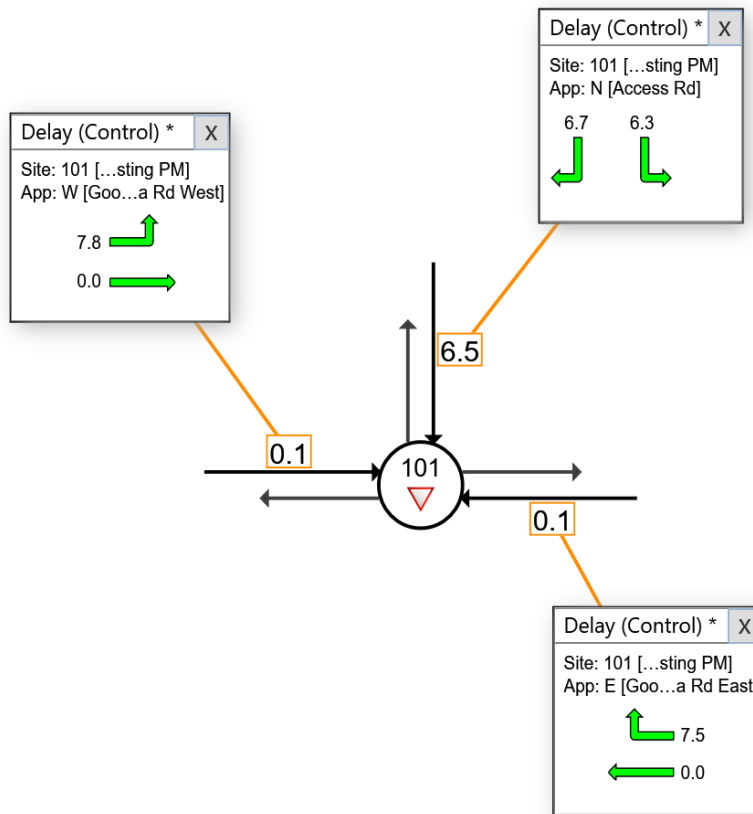 Delay (Control) * X
Site: 101 […sting PM]
App: N [Access Rd]
6.7 6.3
Delay (Control) * X
Site: 101 […sting PM]
App: W [Goo…a Rd West]
7.8
0.0
6.5
0.1
101
0.1
Delay (Control) * X
Site: 101 […sting PM]
App: E [Goo…a Rd East
7.5
0.0